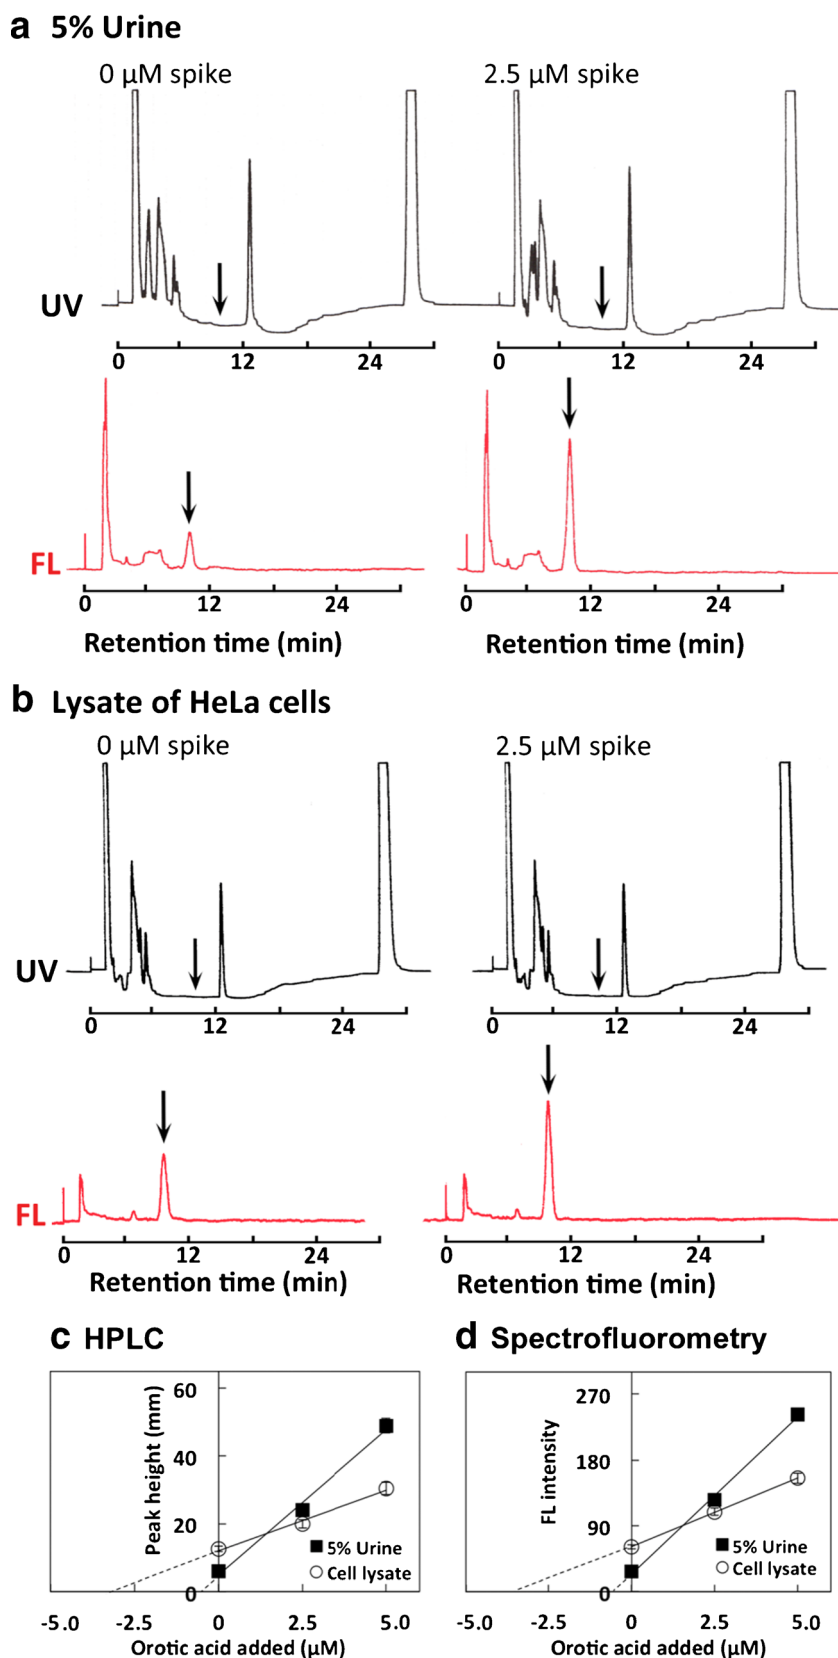 a 5% Urine
0 µM spike 2.5 µM spike
UV
0 12 24 0 12 24
FL
0 12 24 0 12 24
Retention time (min) Retention time (min)
b Lysate of HeLa cells
0 µM spike 2.5 µM spike
UV
0 12 24 0 12 24
FL
0 12 24 0 12 24
Retention time (min) Retention time (min)
c HPLC
Peak height (mm)
60
40
20
0
5% Urine
Cell lysate
-5.0 -2.5 0 2.5 5.0
Orotic acid added (µM)
d Spectrofluorometry
FL intensity
270
180
90
0
5% Urine
Cell lysate
-5.0 -2.5 0 2.5 5.0
Orotic acid added (µM)